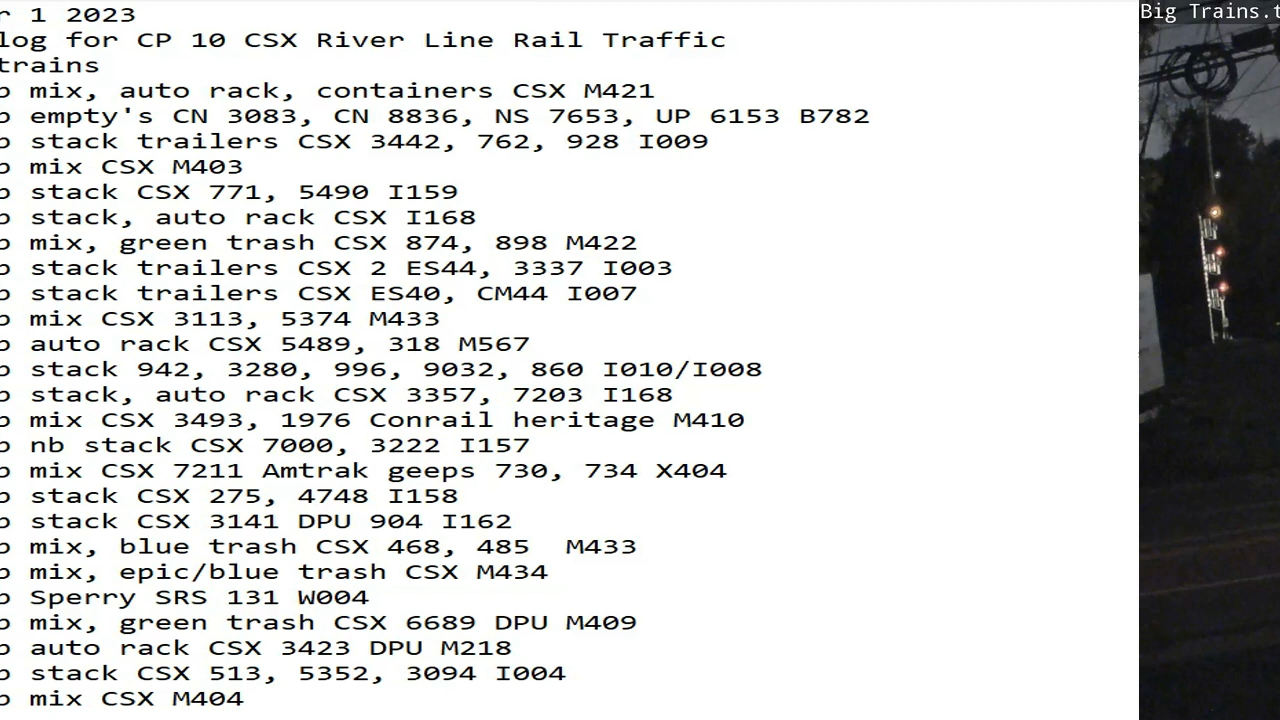 r 1 2023
log for CP 10 CSX River Line Rail Traffic
trains
b mix, auto rack, containers CSX M421
b empty's CN 3083, CN 8836, NS 7653, UP 6153 B782
b stack trailers CSX 3442, 762, 928 I009
b mix CSX M403
b stack CSX 771, 5490 I159
b stack, auto rack CSX I168
b mix, green trash CSX 874, 898 M422
b stack trailers CSX 2 ES44, 3337 I003
b stack trailers CSX ES40, CM44 I007
b mix CSX 3113, 5374 M433
b auto rack CSX 5489, 318 M567
b stack 942, 3280, 996, 9032, 860 I010/I008
b stack, auto rack CSX 3357, 7203 I168
b mix CSX 3493, 1976 Conrail heritage M410
b nb stack CSX 7000, 3222 I157
b mix CSX 7211 Amtrak geeps 730, 734 X404
b stack CSX 275, 4748 I158
b stack CSX 3141 DPU 904 I162
b mix, blue trash CSX 468, 485  M433
b mix, epic/blue trash CSX M434
b Sperry SRS 131 W004
b mix, green trash CSX 6689 DPU M409
b auto rack CSX 3423 DPU M218
b stack CSX 513, 5352, 3094 I004
b mix CSX M404
Big Trains.t